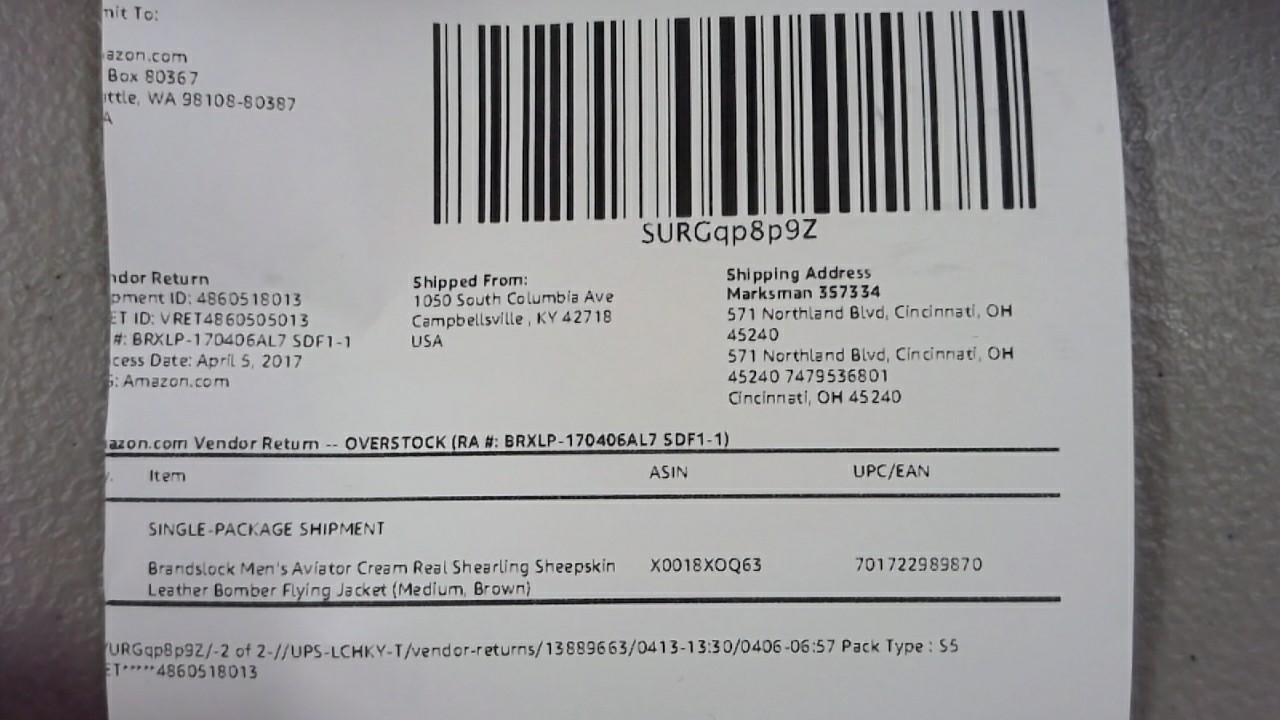 mit To:
azon.com
Box 80367
ttle, WA 98108-80387
A
SURGqp8p9Z
ndor Return
pment ID: 4860518013
ET ID: VRET4860505013
#: BRXLP-170406AL7 SDF1-1
cess Date: April 5, 2017
S: Amazon.com
Shipped From:
1050 South Columbia Ave
Campbellsville , KY 42718
USA
Shipping Address
Marksman 357334
571 Northland Blvd, Cincinnati, OH
45240
571 Northland Blvd, Cincinnati, OH
45240 7479536801
Cincinnati, OH 45240
azon.com Vendor Return -- OVERSTOCK (RA #: BRXLP-170406AL7 SDF1-1)
y. Item ASIN UPC/EAN
SINGLE-PACKAGE SHIPMENT
Brandslock Men's Aviator Cream Real Shearling Sheepskin X0018XOQ63 701722989870
Leather Bomber Flying Jacket (Medium, Brown)
URGqp8p9Z/-2 of 2-//UPS-LCHKY-T/vendor-returns/13889663/0413-13:30/0406-06:57 Pack Type : S5
ET*****4860518013